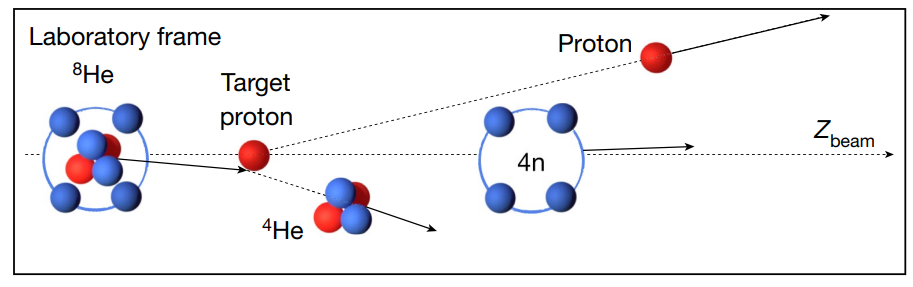 Laboratory frame
⁸He
Target
proton
Proton
Z_beam
4n
⁴He